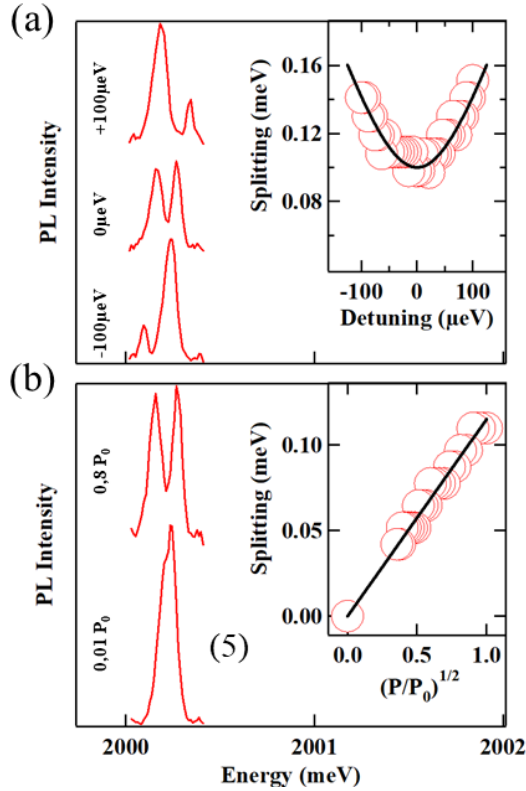 (a)
PL Intensity
+100μeV
0μeV
-100μeV
Splitting (meV)
0.16
0.12
0.08
-100 0 100
Detuning (μeV)
(b)
PL Intensity
0,8 P0
0,01 P0
(5)
Splitting (meV)
0.10
0.05
0.00
0.0 0.5 1.0
(P/P0)1/2
2000 2001 2002
Energy (meV)